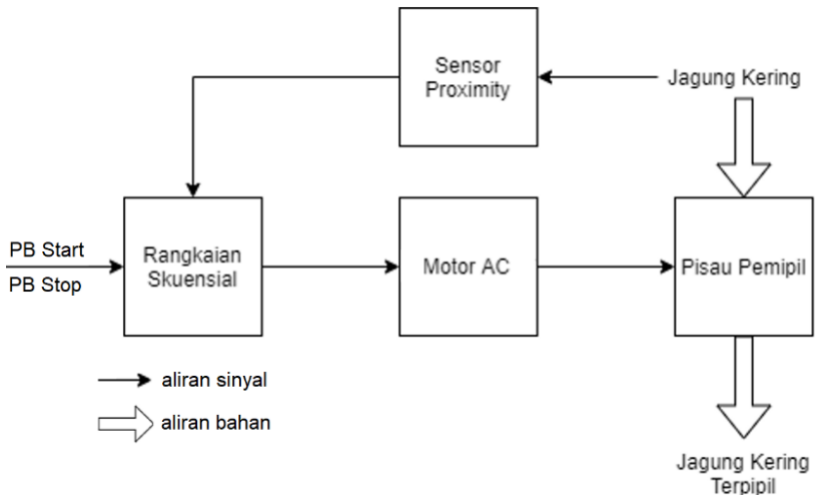 Sensor
Proximity
Jagung Kering
PB Start
PB Stop
Rangkaian
Skuensial
Motor AC
Pisau Pemipil
aliran sinyal
aliran bahan
Jagung Kering
Terpipil